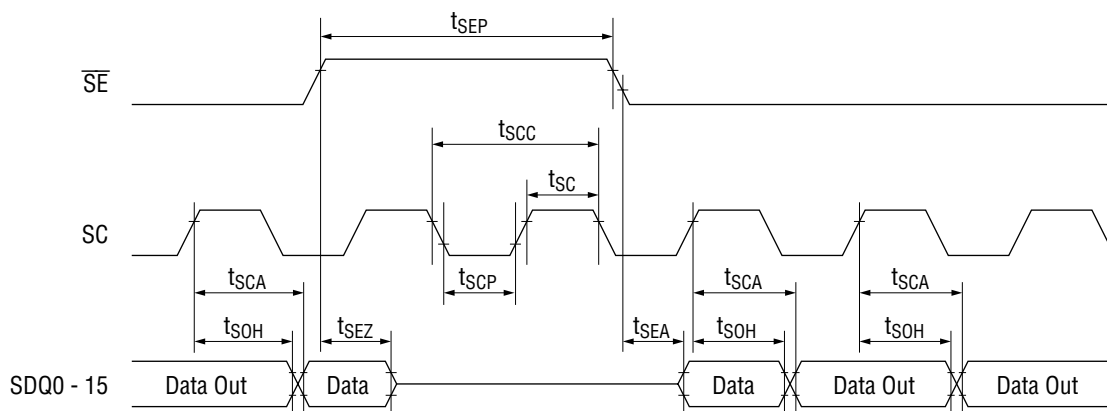 tSEP
SE
tSCC
tSC
SC
tSCA tSCP tSCA tSCA
tSOH tSEZ tSEA tSOH tSOH
SDQ0 - 15 Data Out Data Data Data Out Data Out